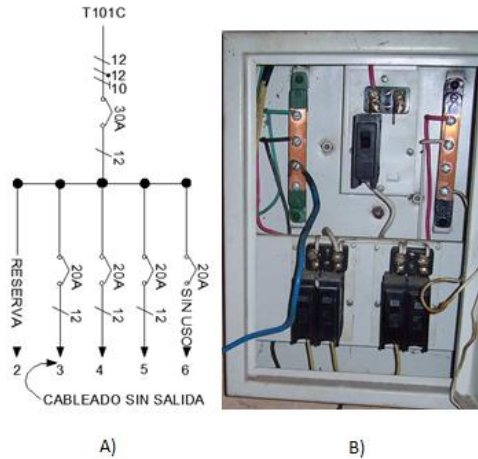 T101C
12
12
10
30A
12
RESERVA
20A
20A
20A
20A
12
12
12
SIN USO
2
3
4
5
6
CABLEADO SIN SALIDA
A)
B)